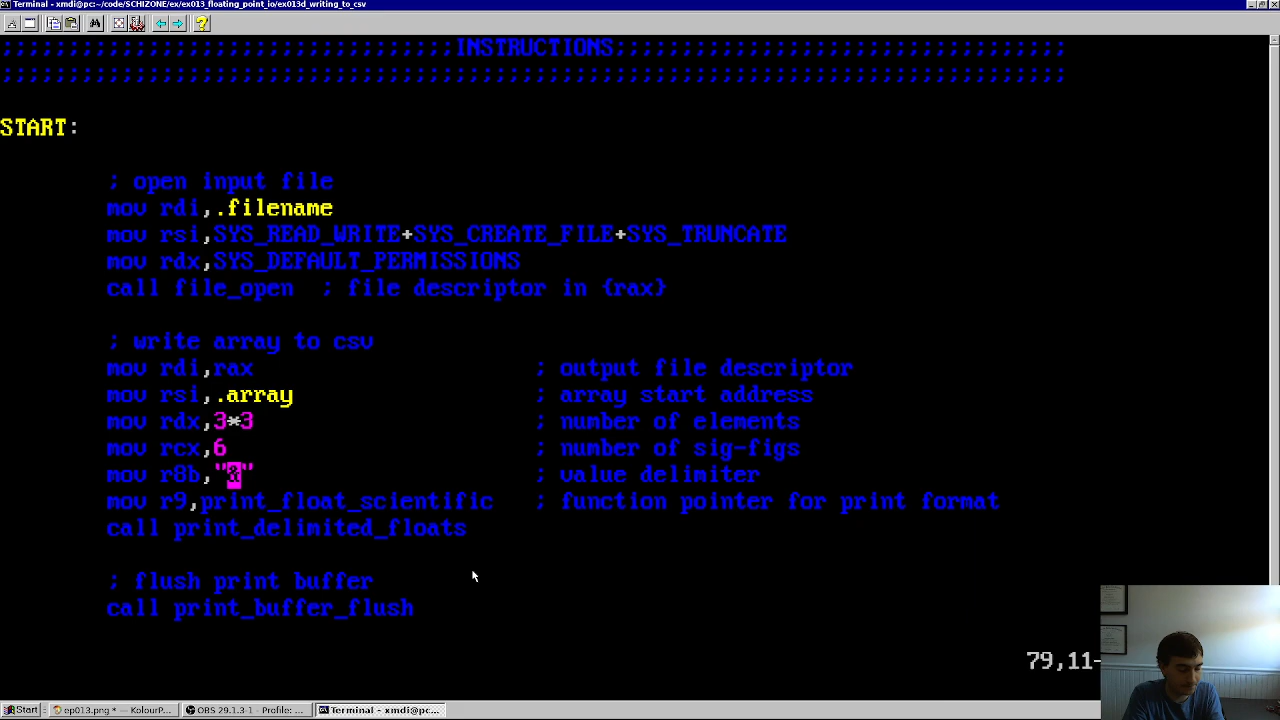 Terminal - xmdi@pc:~/code/SCHIZONE/ex/ex013_floating_point_io/ex013d_writing_to_csv
;;;;;;;;;;;;;;;;;;;;;;;;;;;;;;;;;;INSTRUCTIONS;;;;;;;;;;;;;;;;;;;;;;;;;;;;;;;;;;
;;;;;;;;;;;;;;;;;;;;;;;;;;;;;;;;;;;;;;;;;;;;;;;;;;;;;;;;;;;;;;;;;;;;;;;;;;;;;;;;
START:
; open input file
mov rdi,.filename
mov rsi,SYS_READ_WRITE+SYS_CREATE_FILE+SYS_TRUNCATE
mov rdx,SYS_DEFAULT_PERMISSIONS
call file_open  ; file descriptor in {rax}
; write array to csv
mov rdi,rax ; output file descriptor
mov rsi,.array ; array start address
mov rdx,3*3 ; number of elements
mov rcx,6 ; number of sig-figs
mov r8b,"&" ; value delimiter
mov r9,print_float_scientific ; function pointer for print format
call print_delimited_floats
; flush print buffer
call print_buffer_flush
79,11-
Start ep013.png * — KolourP... OBS 29.1.3-1 - Profile: ... Terminal - xmdi@pc:~/c...